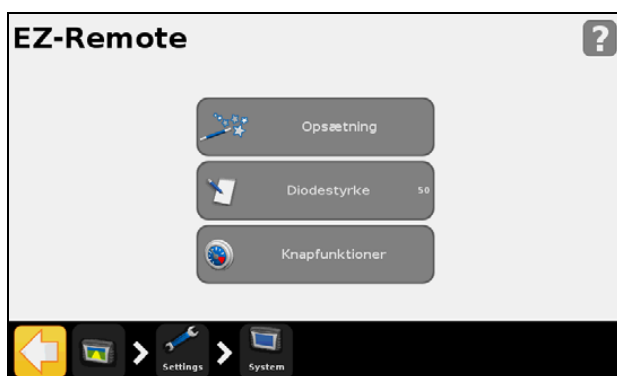 EZ-Remote
?
Opsætning
Diodestyrke 50
Knapfunktioner
Settings
System